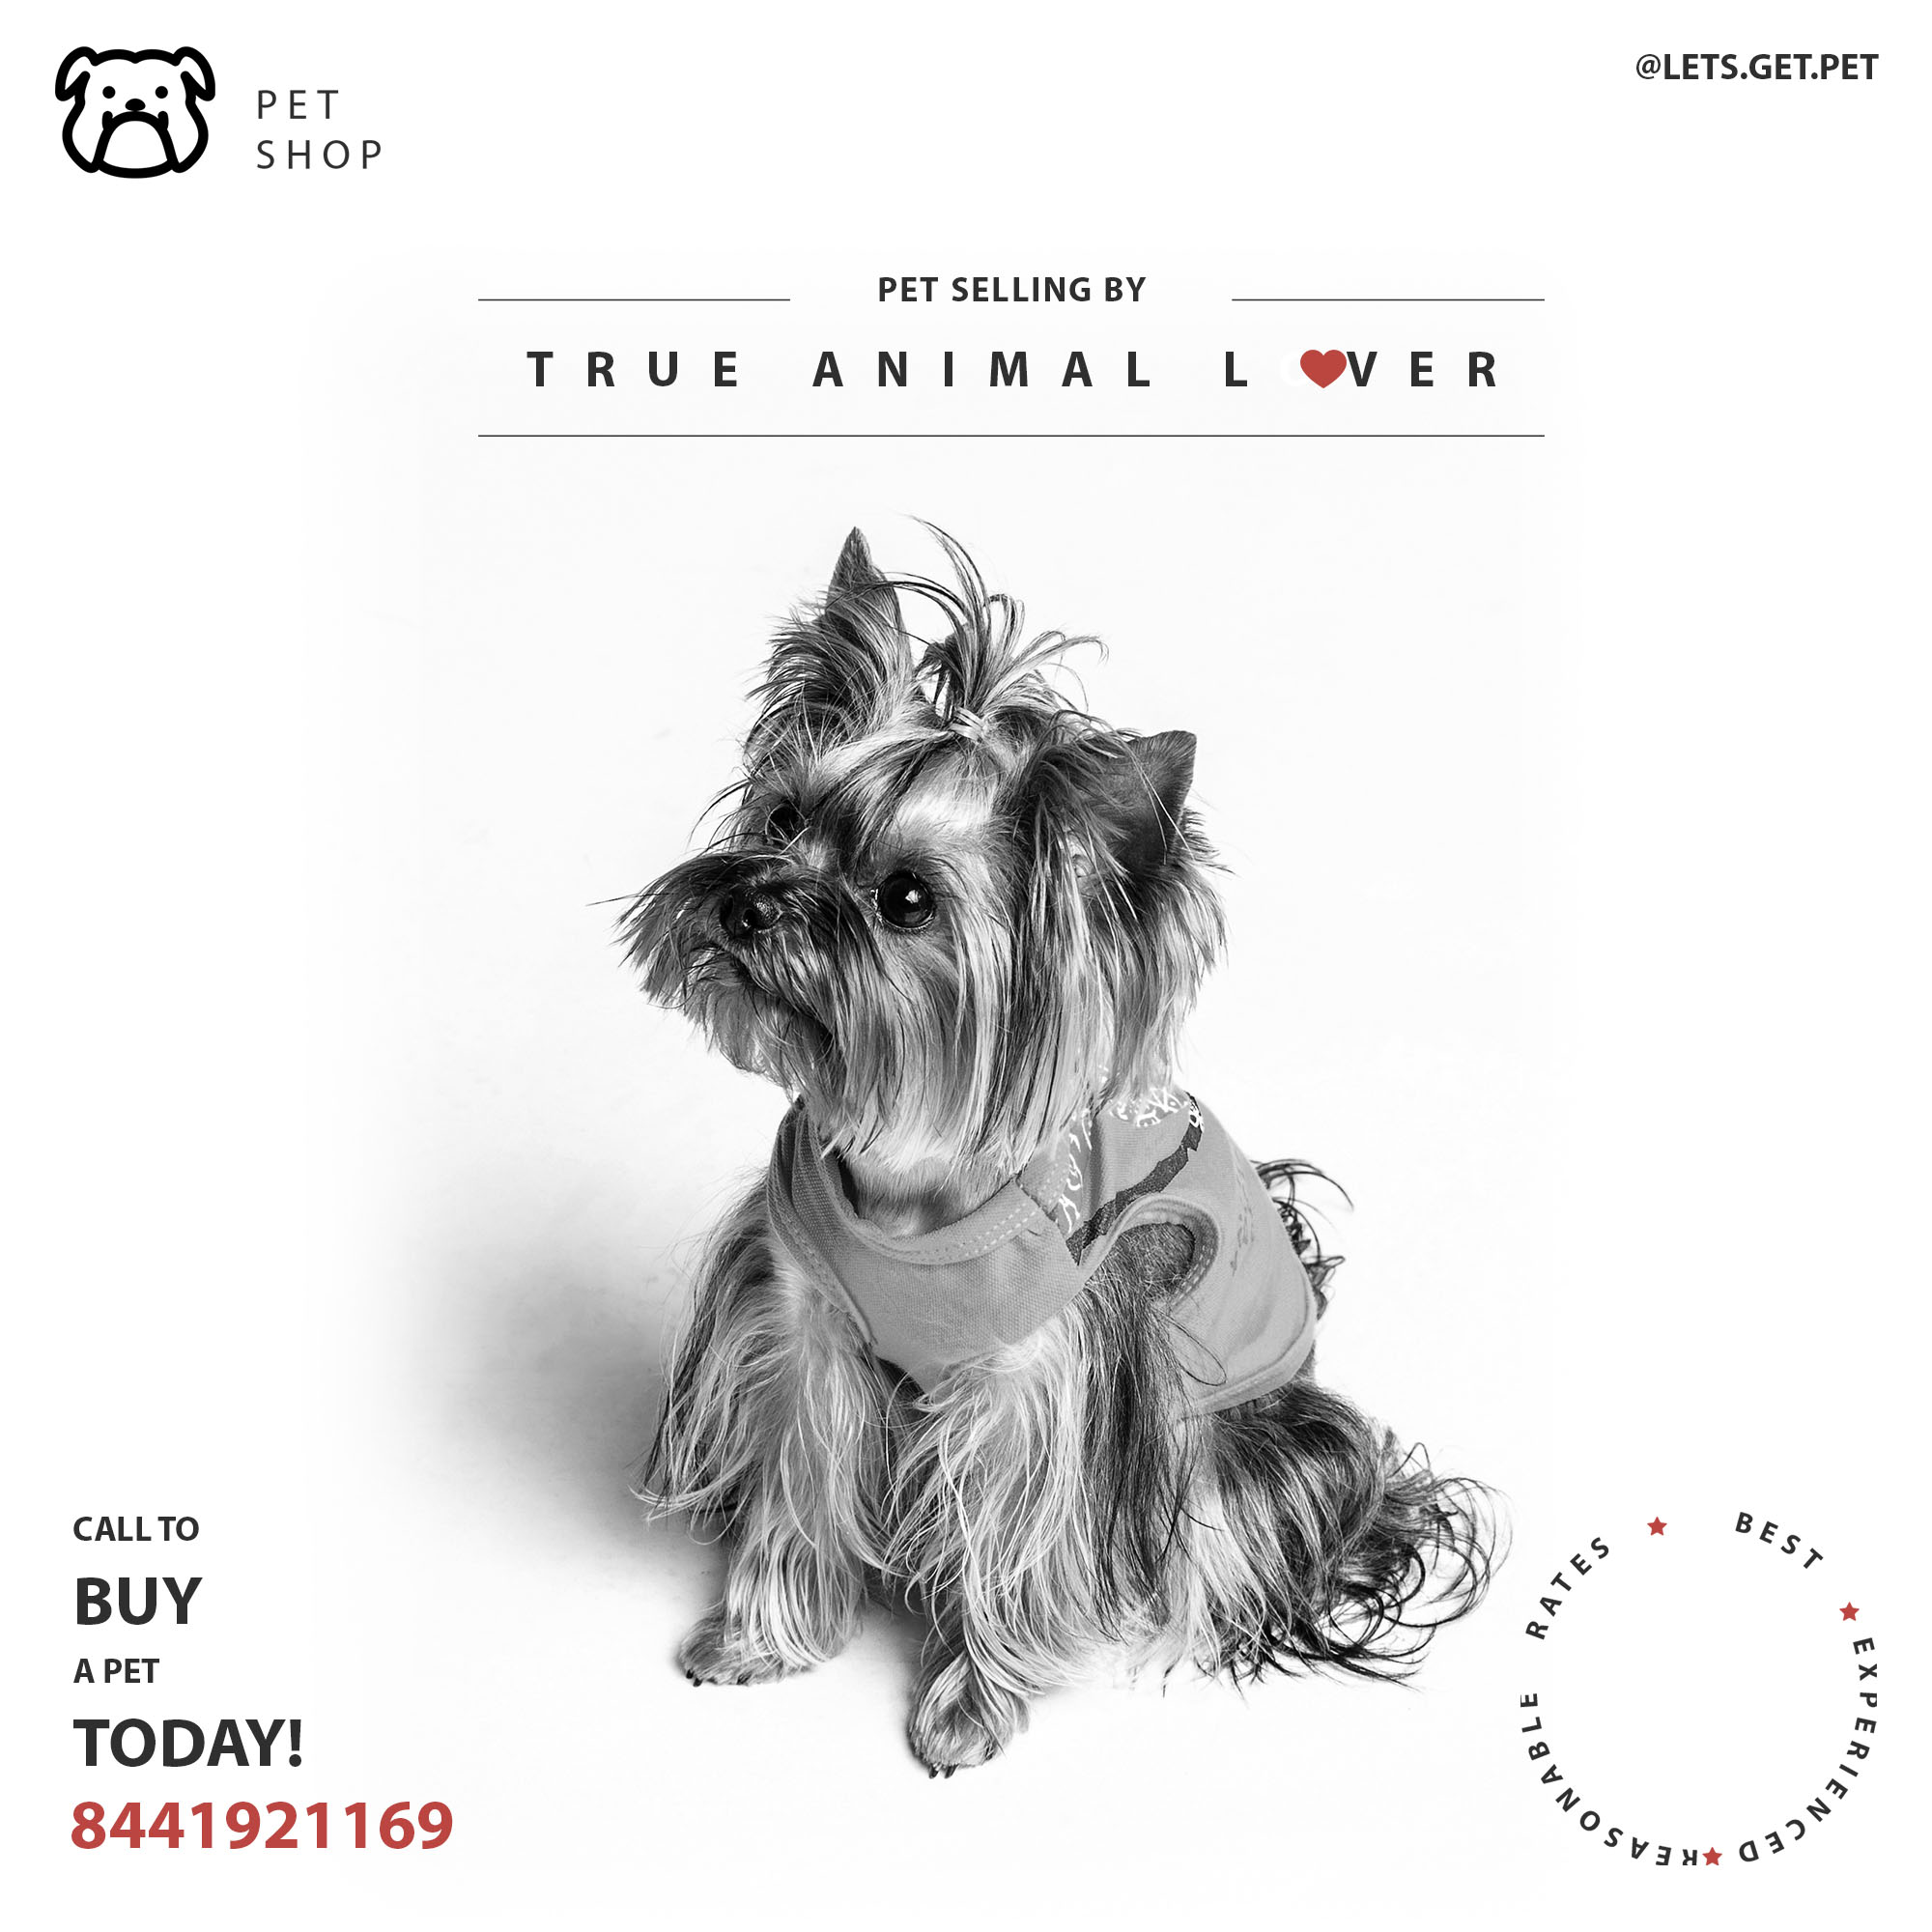 PET
SHOP
@LETS.GET.PET
PET SELLING BY
TRUE ANIMAL L❤VER
CALL TO
BUY
A PET
TODAY!
8441921169
★ BEST ★ EXPERIENCED ★ REASONABLE RATES